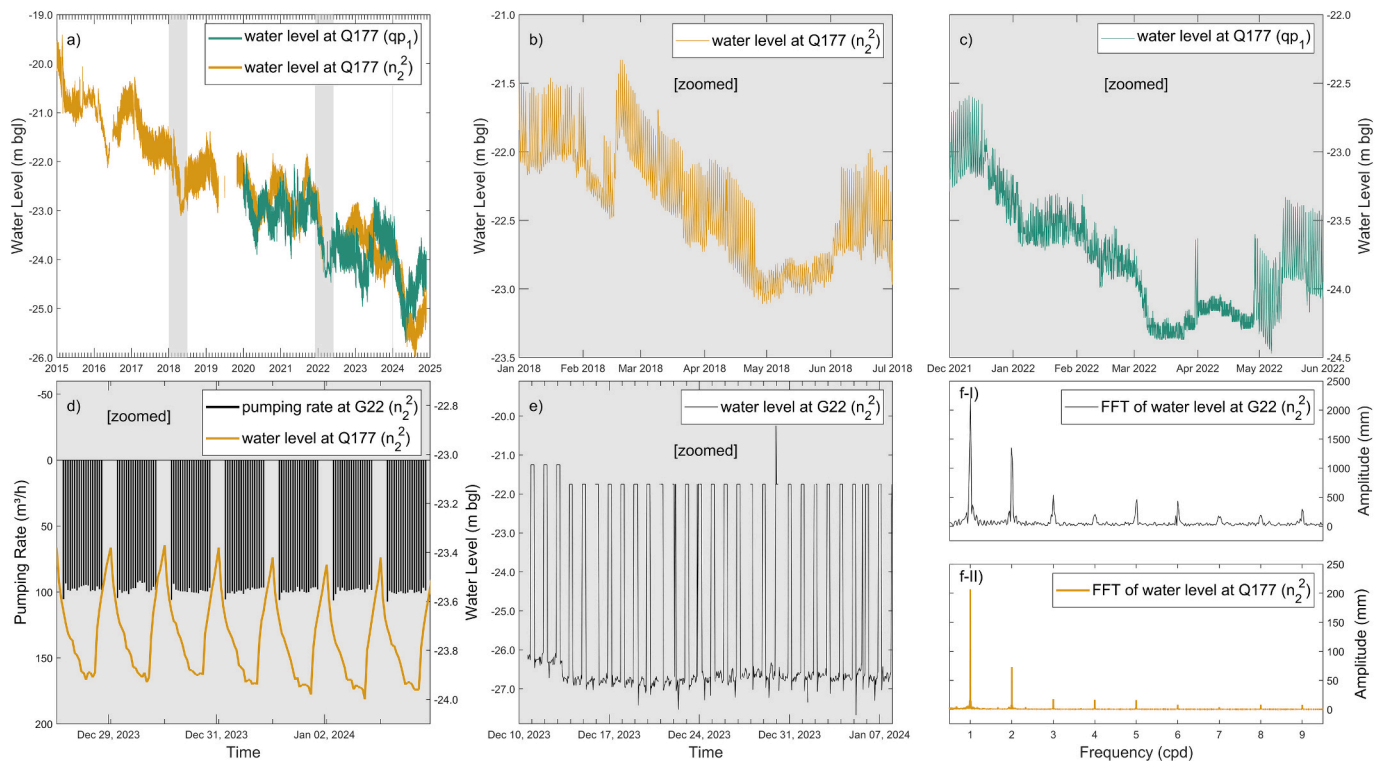 a)
water level at Q177 (qp₁)
water level at Q177 (n₂²)
Water Level (m bgl)
-19.0
-20.0
-21.0
-22.0
-23.0
-24.0
-25.0
-26.0
2015 2016 2017 2018 2019 2020 2021 2022 2023 2024 2025
b)
water level at Q177 (n₂²)
[zoomed]
Water Level (m bgl)
-21.0
-21.5
-22.0
-22.5
-23.0
-23.5
Jan 2018 Feb 2018 Mar 2018 Apr 2018 May 2018 Jun 2018 Jul 2018
c)
water level at Q177 (qp₁)
[zoomed]
Water Level (m bgl)
-22.0
-22.5
-23.0
-23.5
-24.0
-24.5
Dec 2021 Jan 2022 Feb 2022 Mar 2022 Apr 2022 May 2022 Jun 2022
d)
[zoomed]
pumping rate at G22 (n₂²)
water level at Q177 (n₂²)
Pumping Rate (m³/h)
-50
0
50
100
150
200
-22.8
-23.0
-23.2
-23.4
-23.6
-23.8
-24.0
Dec 29, 2023 Dec 31, 2023 Jan 02, 2024
Time
e)
water level at G22 (n₂²)
[zoomed]
Water Level (m bgl)
-19.0
-20.0
-21.0
-22.0
-23.0
-24.0
-25.0
-26.0
-27.0
Dec 10, 2023 Dec 17, 2023 Dec 24, 2023 Dec 31, 2023 Jan 07, 2024
Time
f-I)
FFT of water level at G22 (n₂²)
Amplitude (mm)
2500
2000
1500
1000
500
0
f-II)
FFT of water level at Q177 (n₂²)
Amplitude (mm)
250
200
150
100
50
0
1 2 3 4 5 6 7 8 9
Frequency (cpd)